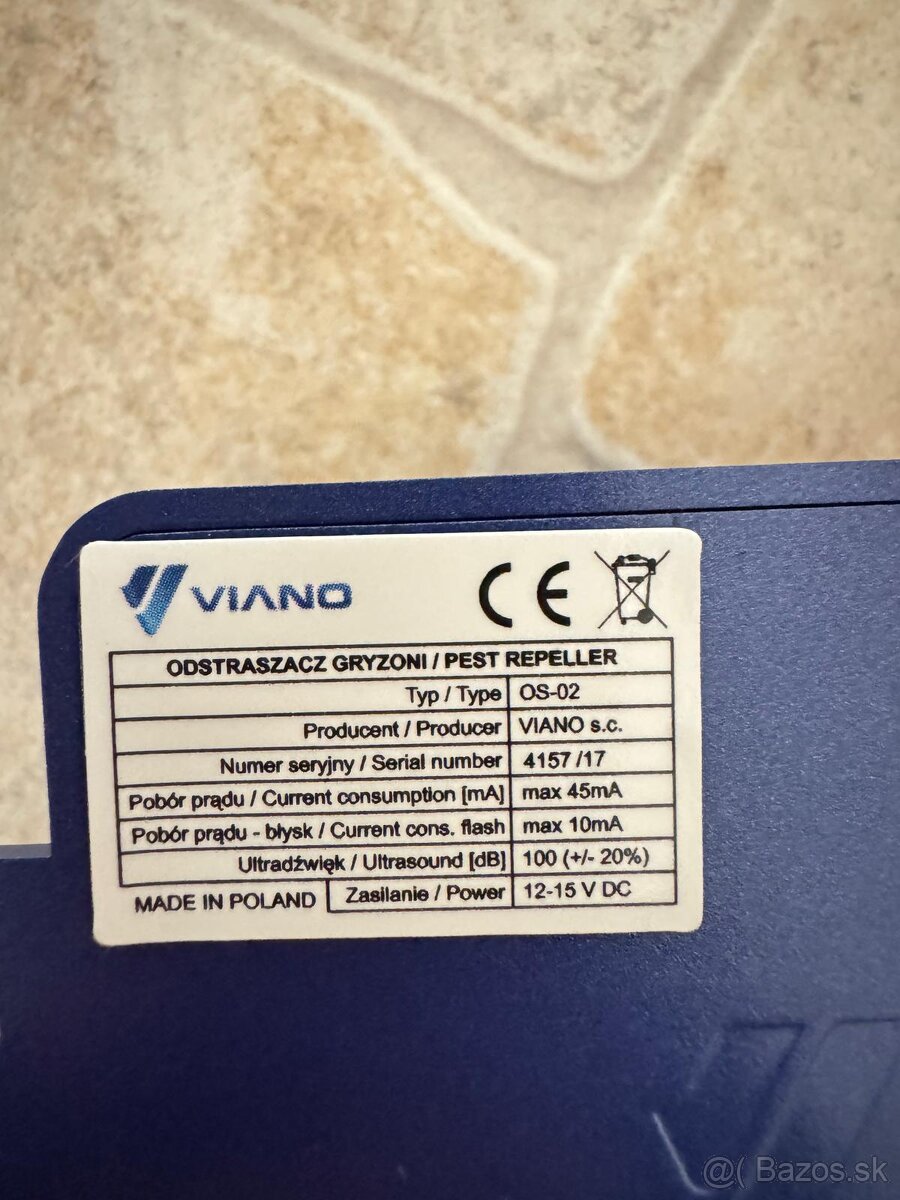 VIANO CE
ODSTRASZACZ GRYZONI / PEST REPELLER
Typ / Type OS-02
Producent / Producer VIANO s.c.
Numer seryjny / Serial number 4157 /17
Pobór prądu / Current consumption [mA] max 45mA
Pobór prądu - błysk / Current cons. flash max 10mA
Ultradźwięk / Ultrasound [dB] 100 (+/- 20%)
MADE IN POLAND Zasilanie / Power 12-15 V DC
@( Bazos.sk